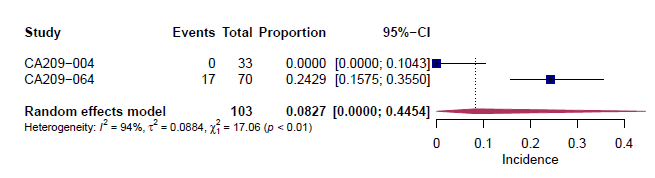 Study Events Total Proportion 95%−CI
CA209−004 0 33 0.0000 [0.0000; 0.1043]
CA209−064 17 70 0.2429 [0.1575; 0.3550]
Random effects model 103 0.0827 [0.0000; 0.4454]
Heterogeneity: I² = 94%, τ² = 0.0884, χ²₁ = 17.06 (p < 0.01)
0 0.1 0.2 0.3 0.4
Incidence